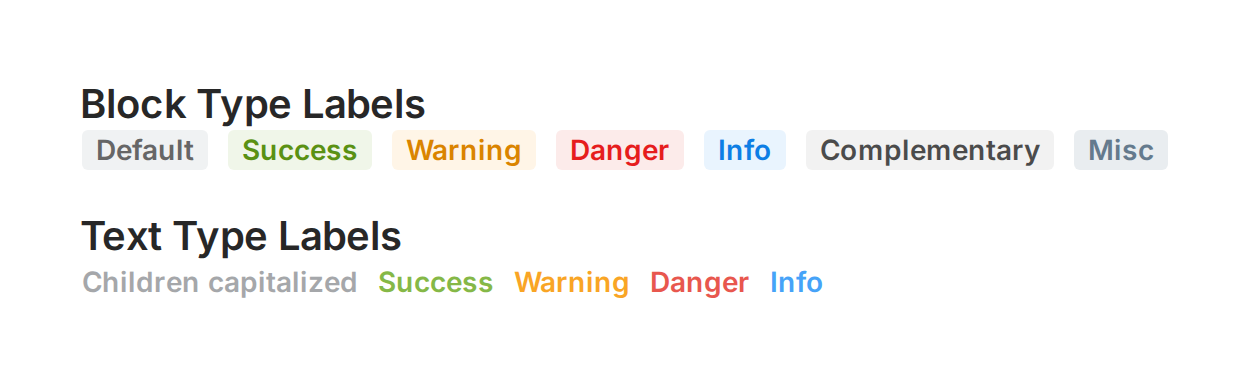 Block Type Labels
Default Success Warning Danger Info Complementary Misc
Text Type Labels
Children capitalized Success Warning Danger Info